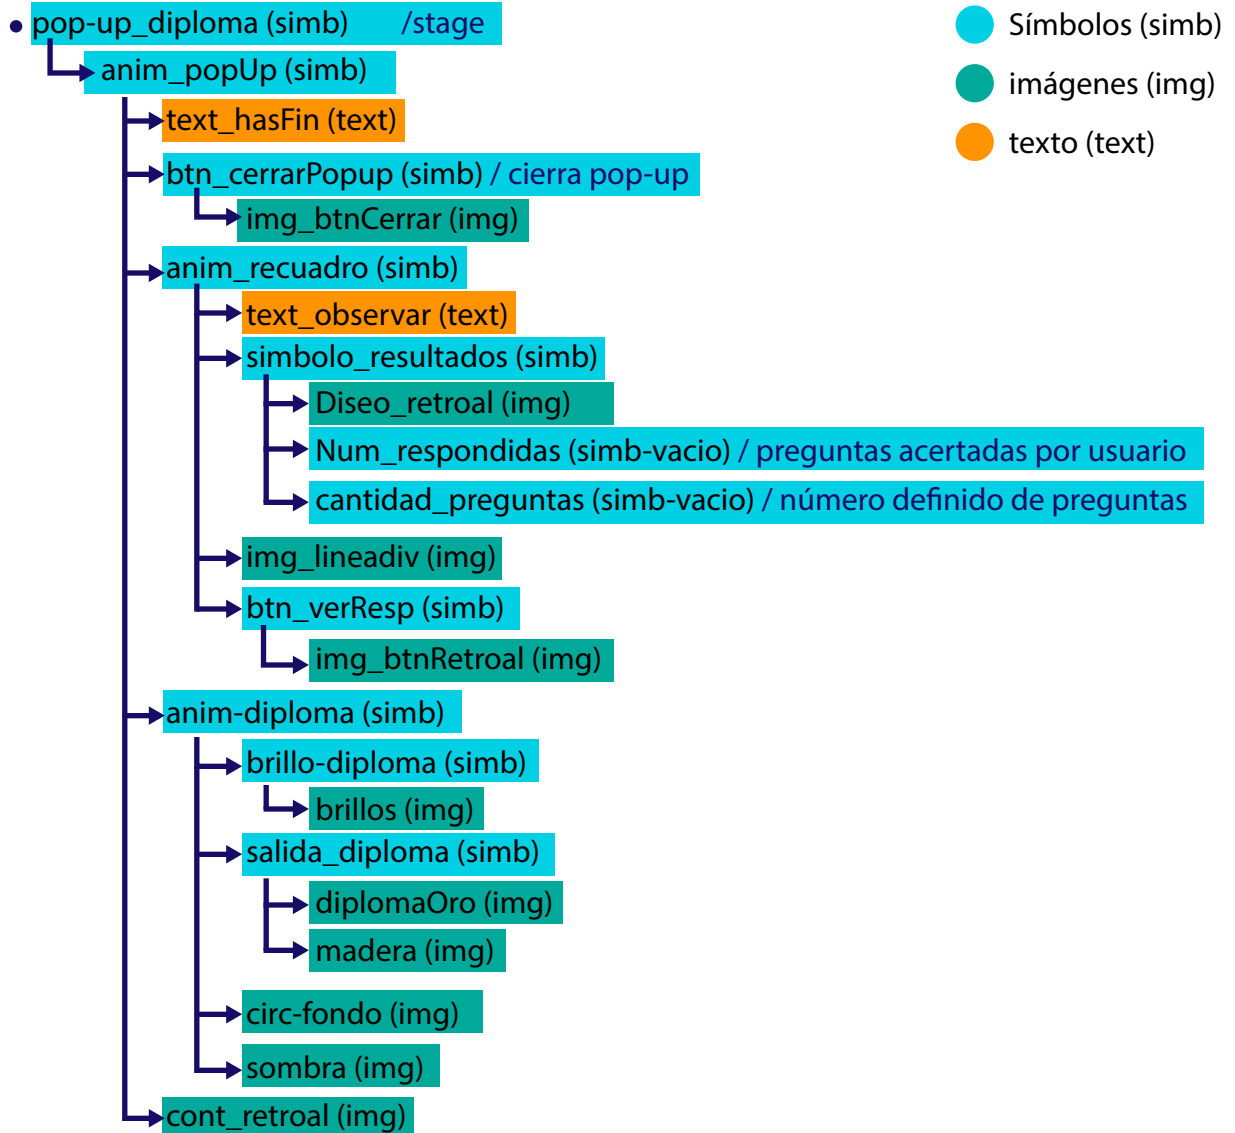 pop-up_diploma (simb) /stage
anim_popUp (simb)
text_hasFin (text)
btn_cerrarPopup (simb) / cierra pop-up
img_btnCerrar (img)
anim_recuadro (simb)
text_observar (text)
simbolo_resultados (simb)
Diseo_retroal (img)
Num_respondidas (simb-vacio) / preguntas acertadas por usuario
cantidad_preguntas (simb-vacio) / número definido de preguntas
img_lineadiv (img)
btn_verResp (simb)
img_btnRetroal (img)
anim-diploma (simb)
brillo-diploma (simb)
brillos (img)
salida_diploma (simb)
diplomaOro (img)
madera (img)
circ-fondo (img)
sombra (img)
cont_retroal (img)
Símbolos (simb)
imágenes (img)
texto (text)